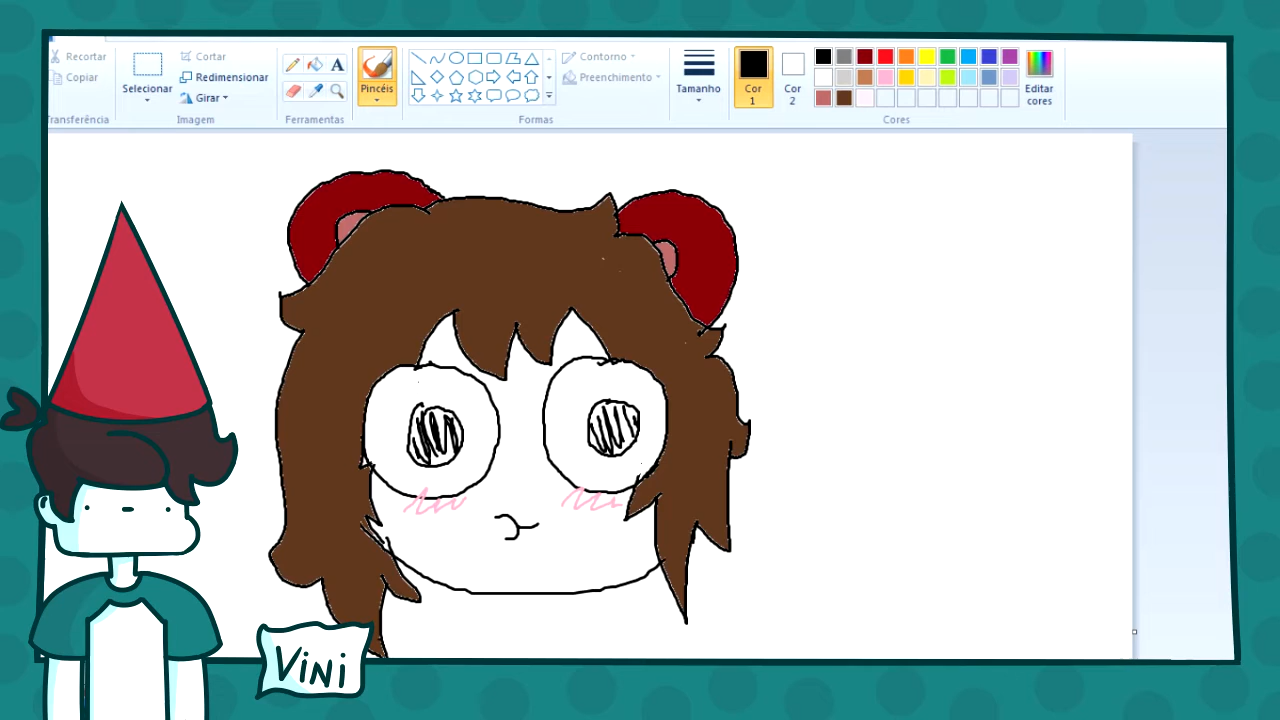 Recortar
Copiar
Transferência
Selecionar
Cortar
Redimensionar
Girar
Imagem
A
Ferramentas
Pincéis
Contorno
Preenchimento
Formas
Tamanho
Cor 1
Cor 2
Editar cores
Cores
Vini